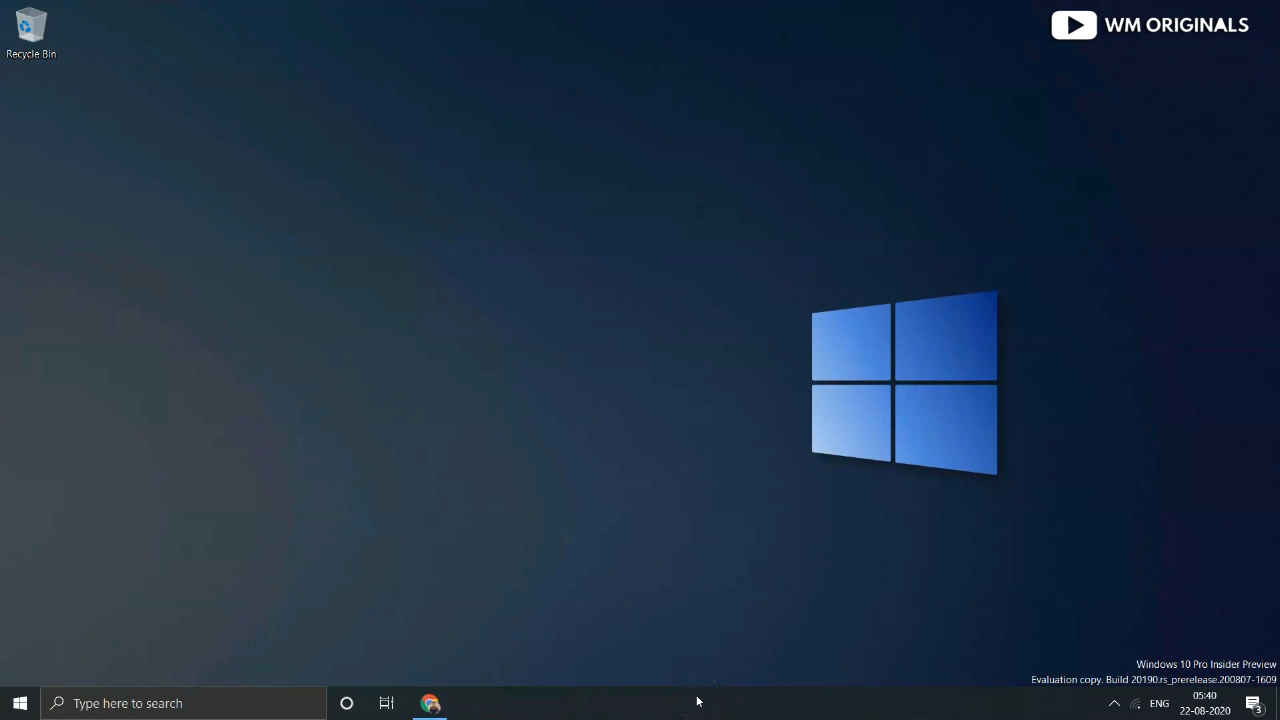 Recycle Bin
WM ORIGINALS
Windows 10 Pro Insider Preview
Evaluation copy. Build 20190.rs_prerelease.200807-1609
Type here to search
ENG
05:40
22-08-2020
3